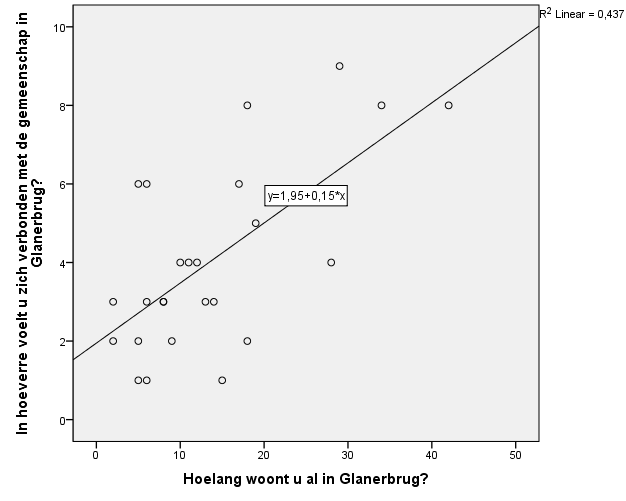 R² Linear = 0,437
In hoeverre voelt u zich verbonden met de gemeenschap in
Glanerbrug?
10
8
6
4
2
0
y=1,95+0,15*x
0 10 20 30 40 50
Hoelang woont u al in Glanerbrug?